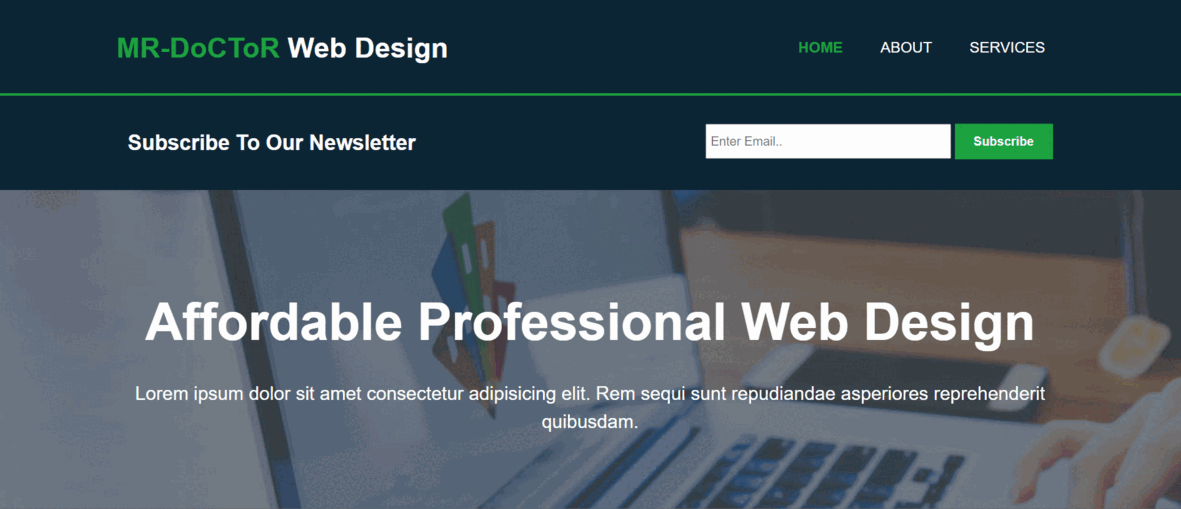 MR-DoCToR Web Design
HOME ABOUT SERVICES
Subscribe To Our Newsletter
Enter Email..
Subscribe
Affordable Professional Web Design
Lorem ipsum dolor sit amet consectetur adipisicing elit. Rem sequi sunt repudiandae asperiores reprehenderit
quibusdam.